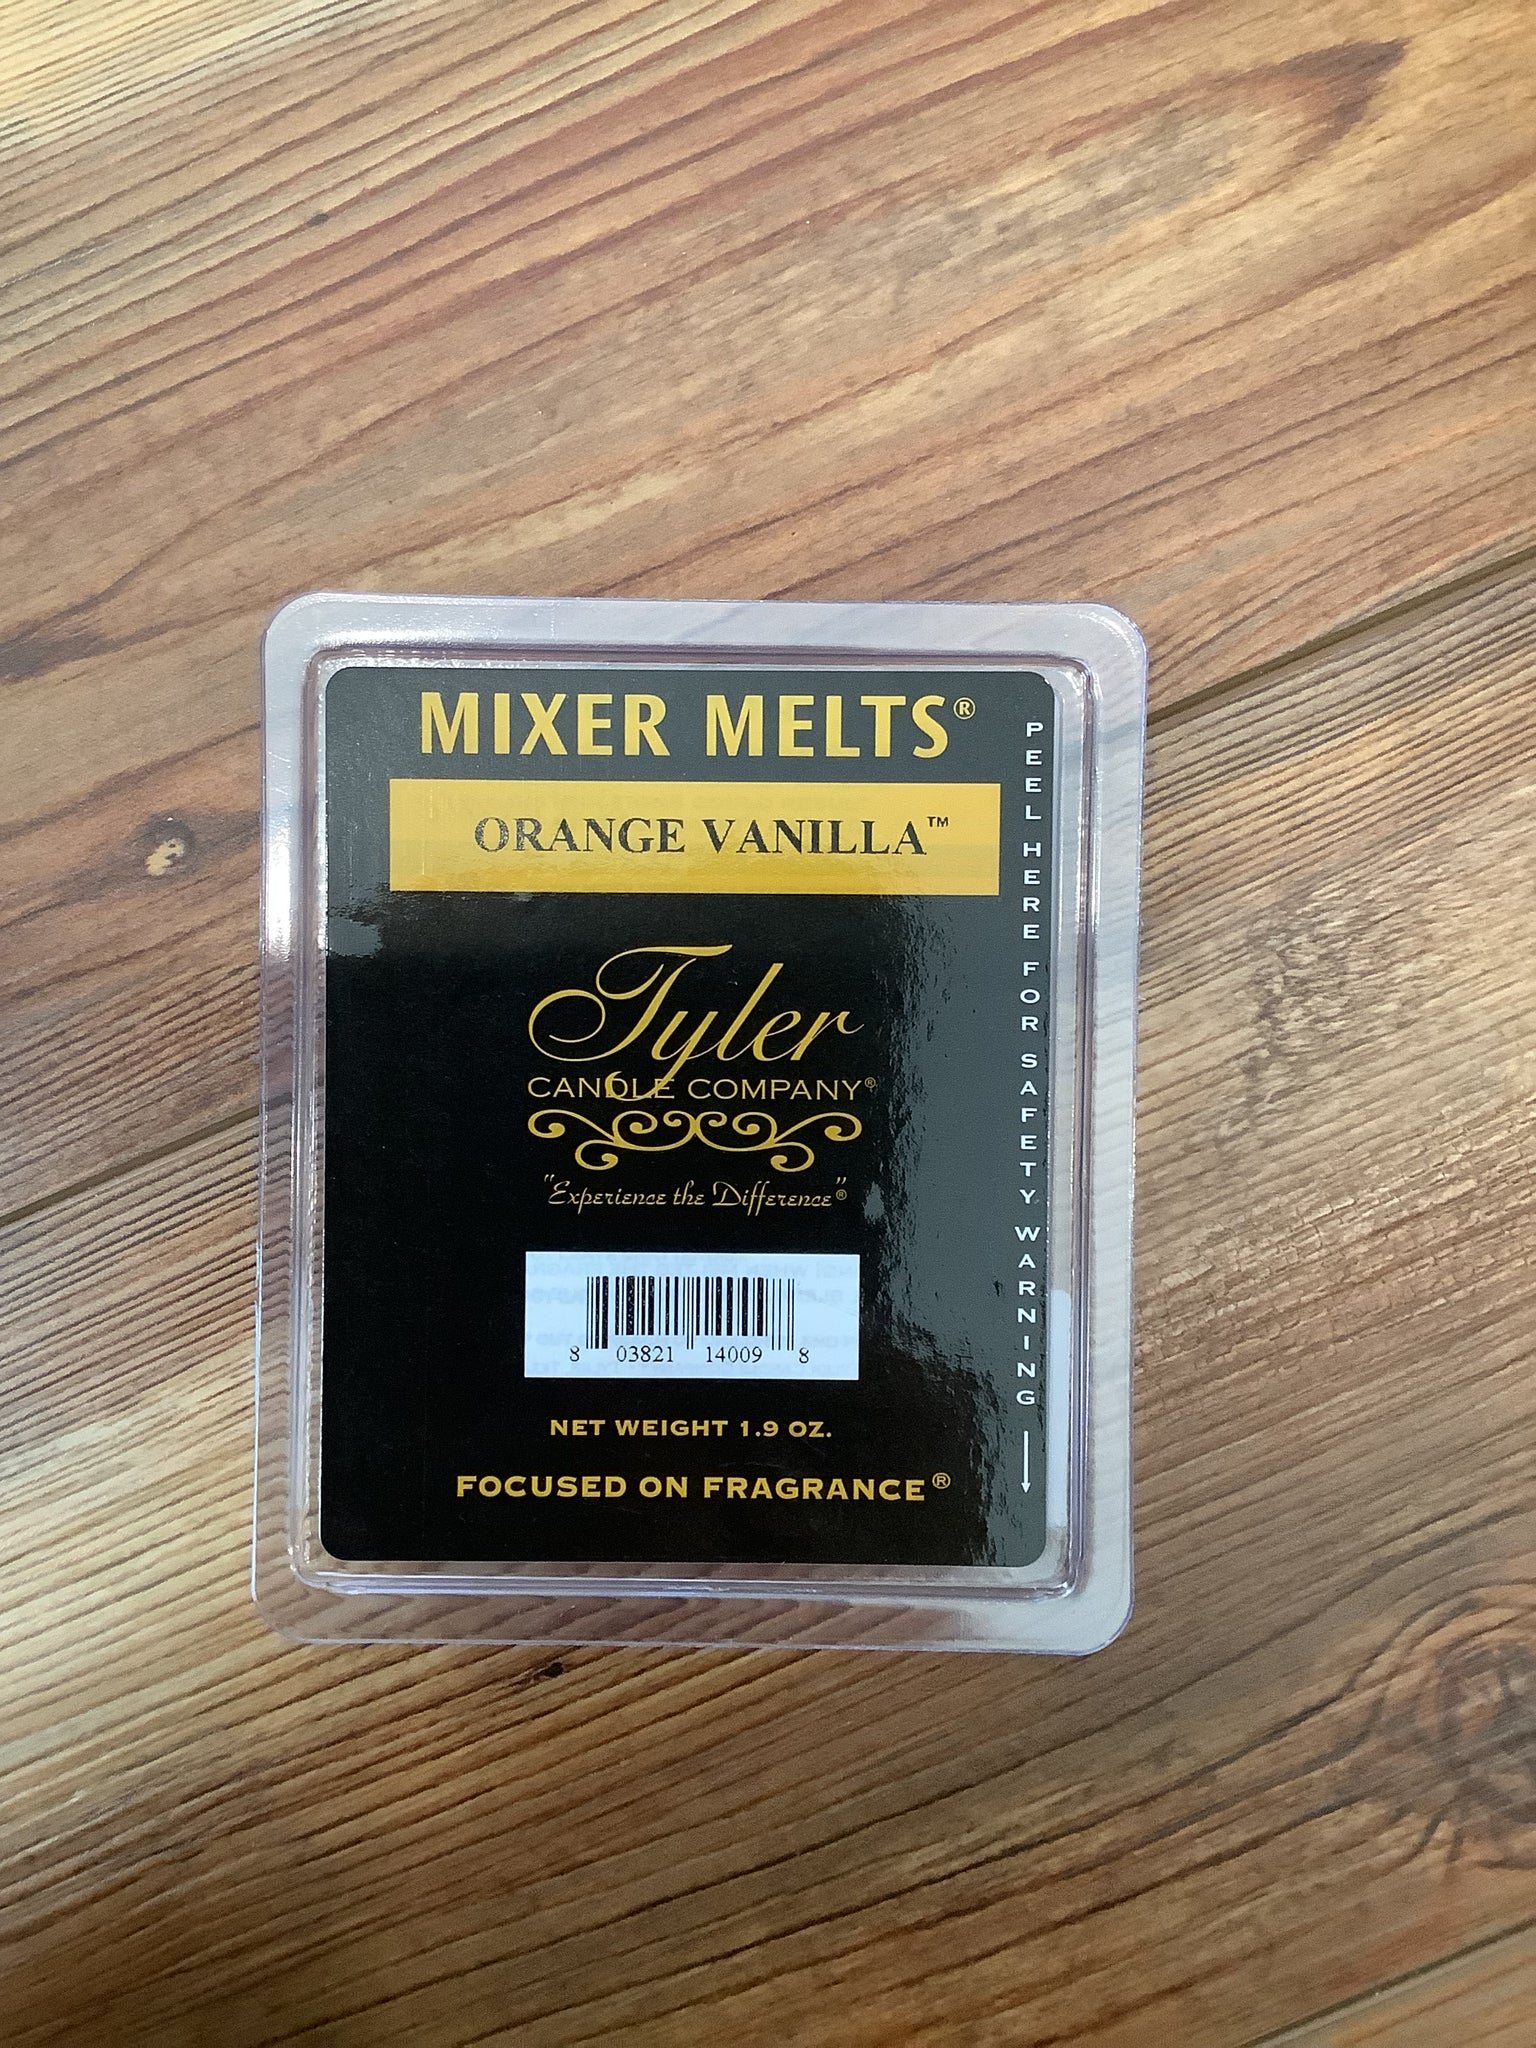 MIXER MELTS®
ORANGE VANILLA™
Tyler
CANDLE COMPANY®
"Experience the Difference"®
8 03821 14009 8
NET WEIGHT 1.9 OZ.
FOCUSED ON FRAGRANCE®
PEEL HERE FOR SAFETY WARNING